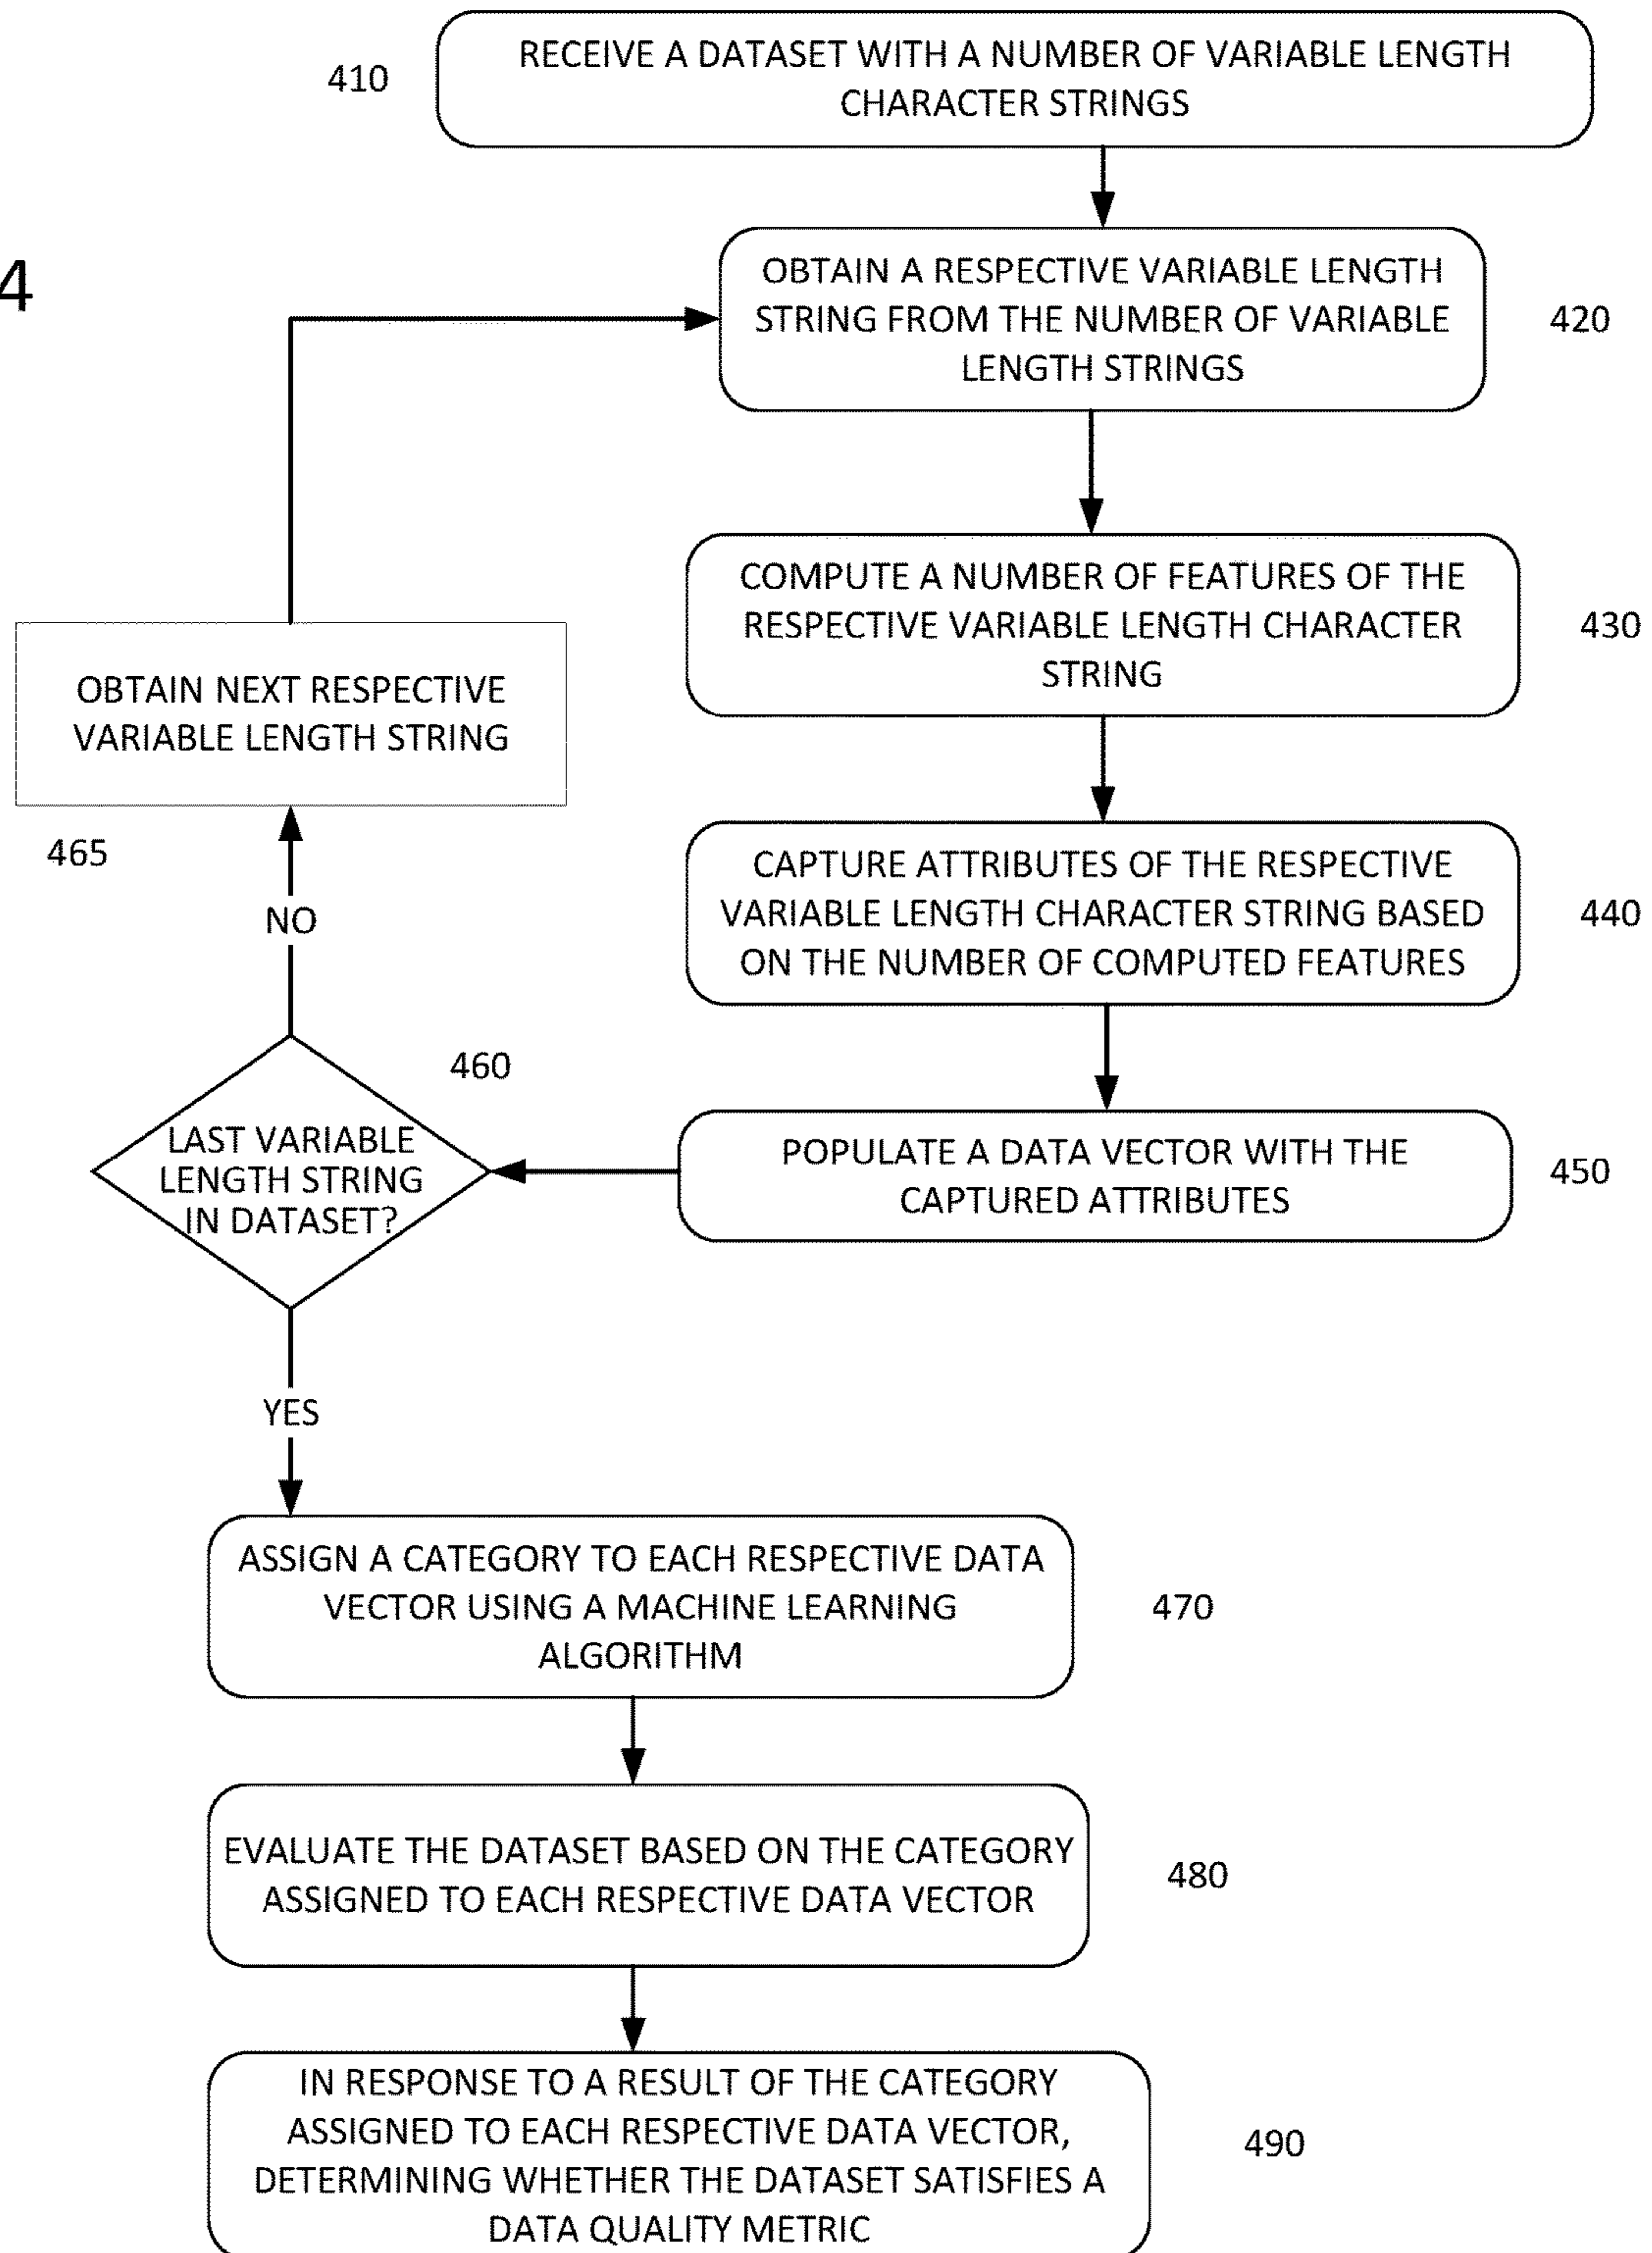 410
RECEIVE A DATASET WITH A NUMBER OF VARIABLE LENGTH
CHARACTER STRINGS
4
OBTAIN A RESPECTIVE VARIABLE LENGTH
STRING FROM THE NUMBER OF VARIABLE
LENGTH STRINGS
420
COMPUTE A NUMBER OF FEATURES OF THE
RESPECTIVE VARIABLE LENGTH CHARACTER
STRING
430
OBTAIN NEXT RESPECTIVE
VARIABLE LENGTH STRING
465
CAPTURE ATTRIBUTES OF THE RESPECTIVE
VARIABLE LENGTH CHARACTER STRING BASED
ON THE NUMBER OF COMPUTED FEATURES
440
NO
460
LAST VARIABLE
LENGTH STRING
IN DATASET?
POPULATE A DATA VECTOR WITH THE
CAPTURED ATTRIBUTES
450
YES
ASSIGN A CATEGORY TO EACH RESPECTIVE DATA
VECTOR USING A MACHINE LEARNING
ALGORITHM
470
EVALUATE THE DATASET BASED ON THE CATEGORY
ASSIGNED TO EACH RESPECTIVE DATA VECTOR
480
IN RESPONSE TO A RESULT OF THE CATEGORY
ASSIGNED TO EACH RESPECTIVE DATA VECTOR,
DETERMINING WHETHER THE DATASET SATISFIES A
DATA QUALITY METRIC
490